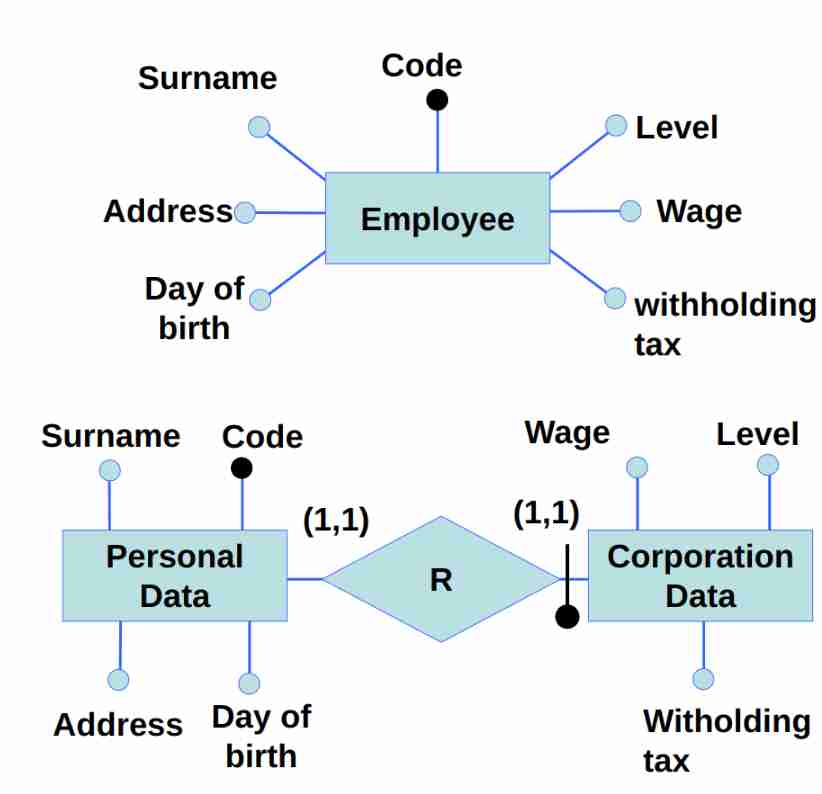 Surname
Code
Level
Address
Employee
Wage
Day of
birth
withholding
tax
Surname
Code
Wage
Level
(1,1)
(1,1)
Personal
Data
R
Corporation
Data
Address
Day of
birth
Witholding
tax